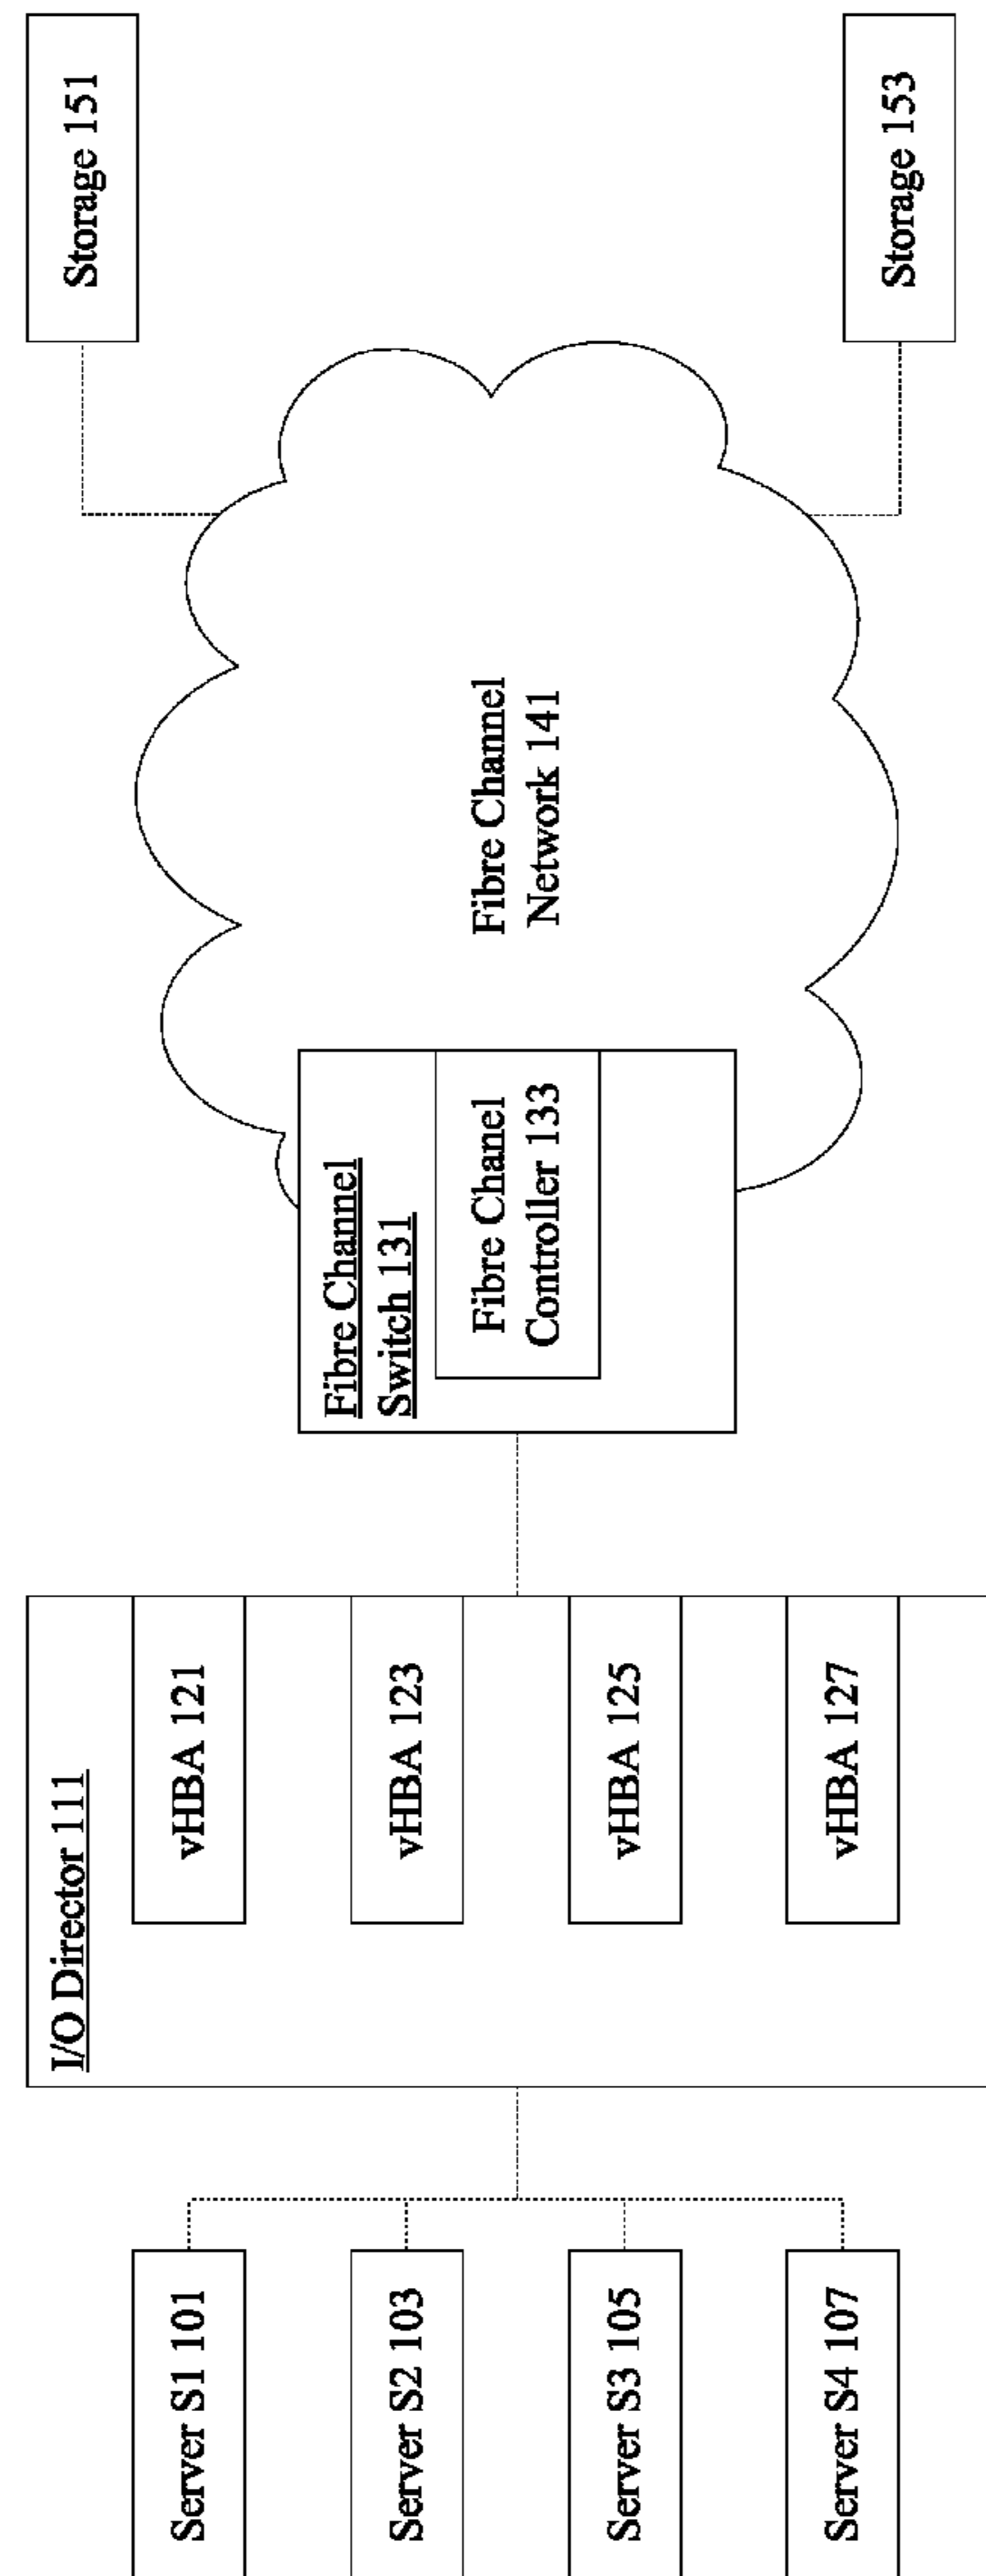 Server S1 101
Server S2 103
Server S3 105
Server S4 107
I/O Director 111
vHBA 121
vHBA 123
vHBA 125
vHBA 127
Fibre Channel
Switch 131
Fibre Chanel
Controller 133
Fibre Channel
Network 141
Storage 151
Storage 153